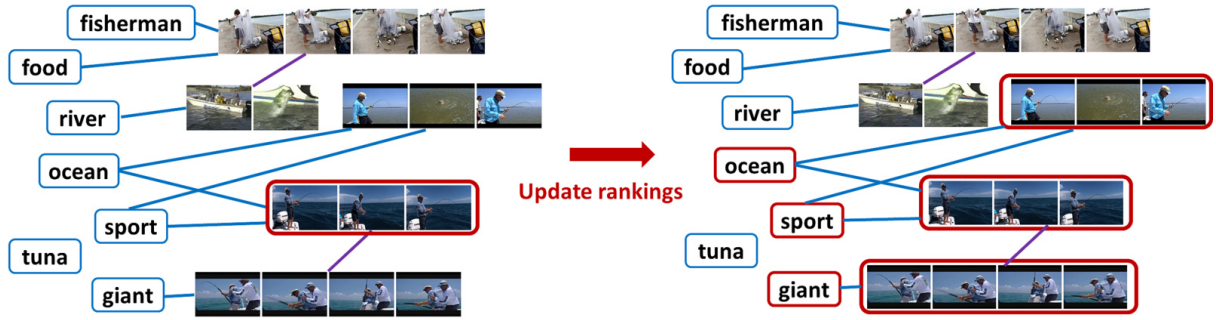 fisherman
food
river
ocean
sport
tuna
giant
Update rankings
fisherman
food
river
ocean
sport
tuna
giant